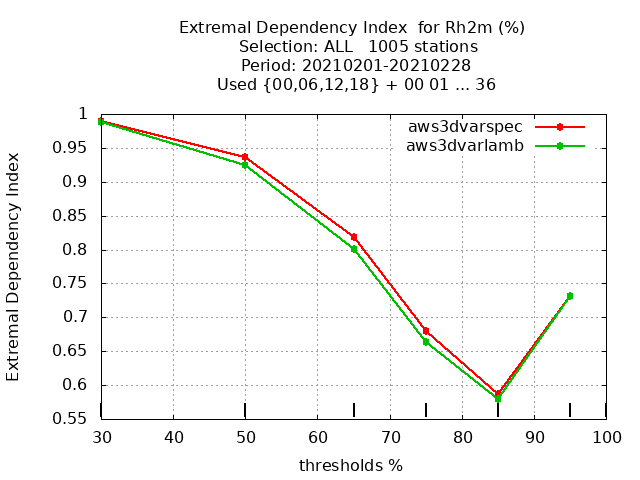 Extremal Dependency Index  for Rh2m (%)
Selection: ALL   1005 stations
Period: 20210201-20210228
Used {00,06,12,18} + 00 01 ... 36
aws3dvarspec
aws3dvarlamb
Extremal Dependency Index
1
0.95
0.9
0.85
0.8
0.75
0.7
0.65
0.6
0.55
30 40 50 60 70 80 90 100
thresholds %